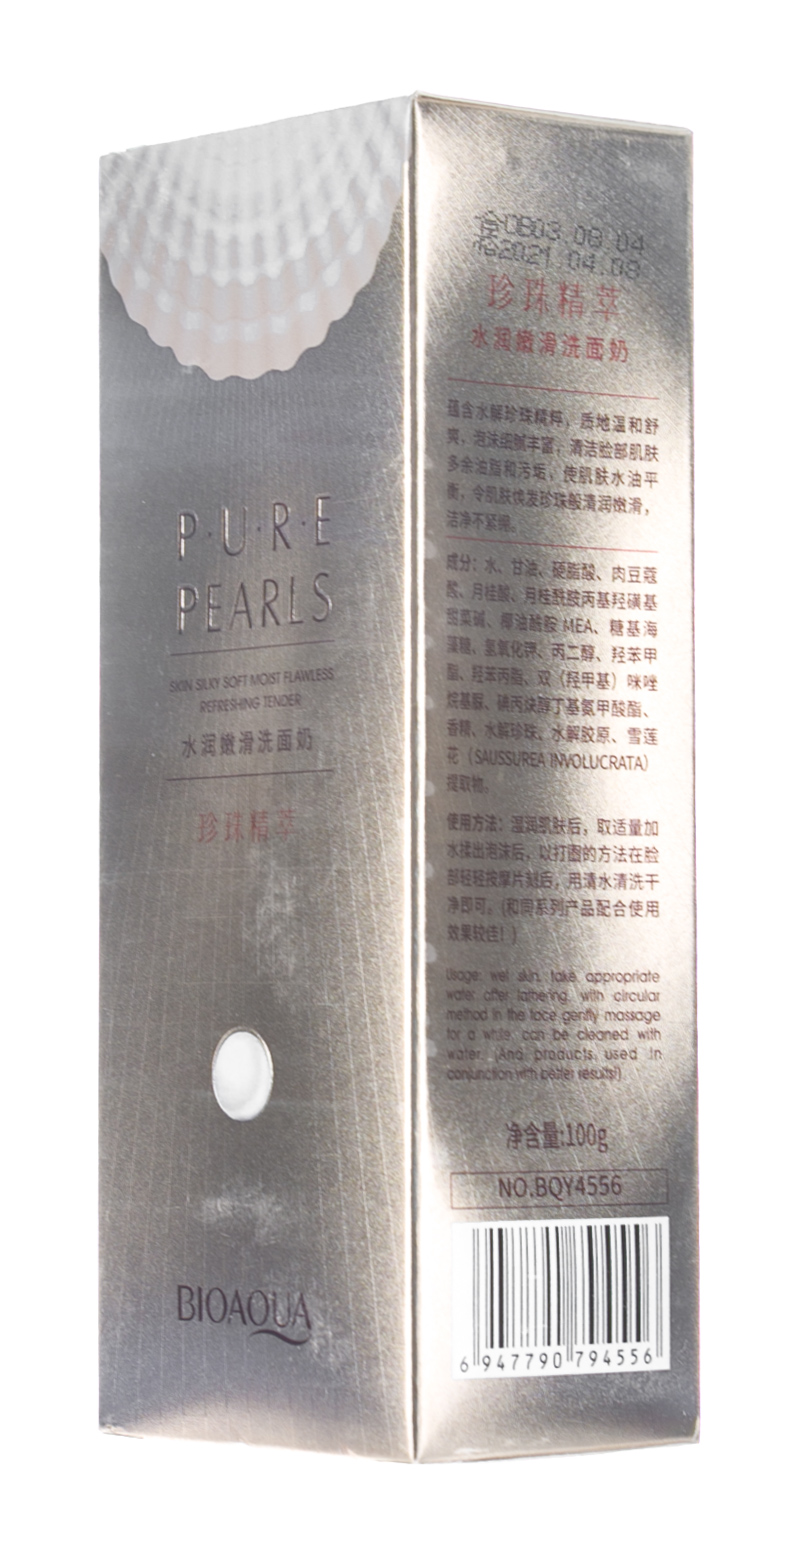 P·U·R·E
PEARLS
SKIN SILKY SOFT MOIST FLAWLESS
REFRESHING TENDER
水润嫩滑洗面奶
珍珠精萃
BIOAQUA
0803 08 04
2021 04 08
珍珠精萃
水润嫩滑洗面奶
蕴含水解珍珠精粹，质地温和舒
爽，泡沫细腻丰富，清洁脸部肌肤
多余油脂和污垢，使肌肤水油平
衡，令肌肤焕发珍珠般清润嫩滑，
洁净不紧绷。
成分：水、甘油、硬脂酸、肉豆蔻
酸、月桂酸、月桂酰胺丙基羟磺基
甜菜碱、椰油酰胺 MEA、糖基海
藻糖、氢氧化钾、丙二醇、羟苯甲
酯、羟苯丙酯、双（羟甲基）咪唑
烷基脲、碘丙炔醇丁基氨甲酸酯、
香精、水解珍珠、水解胶原、雪莲
花（SAUSSUREA INVOLUCRATA）
提取物。
使用方法：湿润肌肤后，取适量加
水揉出泡沫后，以打圈的方法在脸
部轻轻按摩片刻后，用清水清洗干
净即可。(和同系列产品配合使用
效果较佳！)
Usage: wet skin, take appropriate
water after lathering, with circular
method in the face gently massage
for a while, can be cleaned with
water. (And products used in
conjunction with better results!)
净含量:100g
NO.BQY4556
6 947790 794556